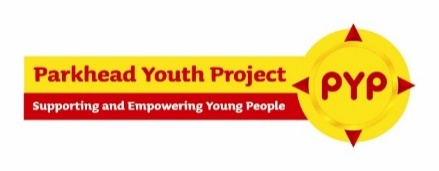 Parkhead Youth Project
Supporting and Empowering Young People
PYP